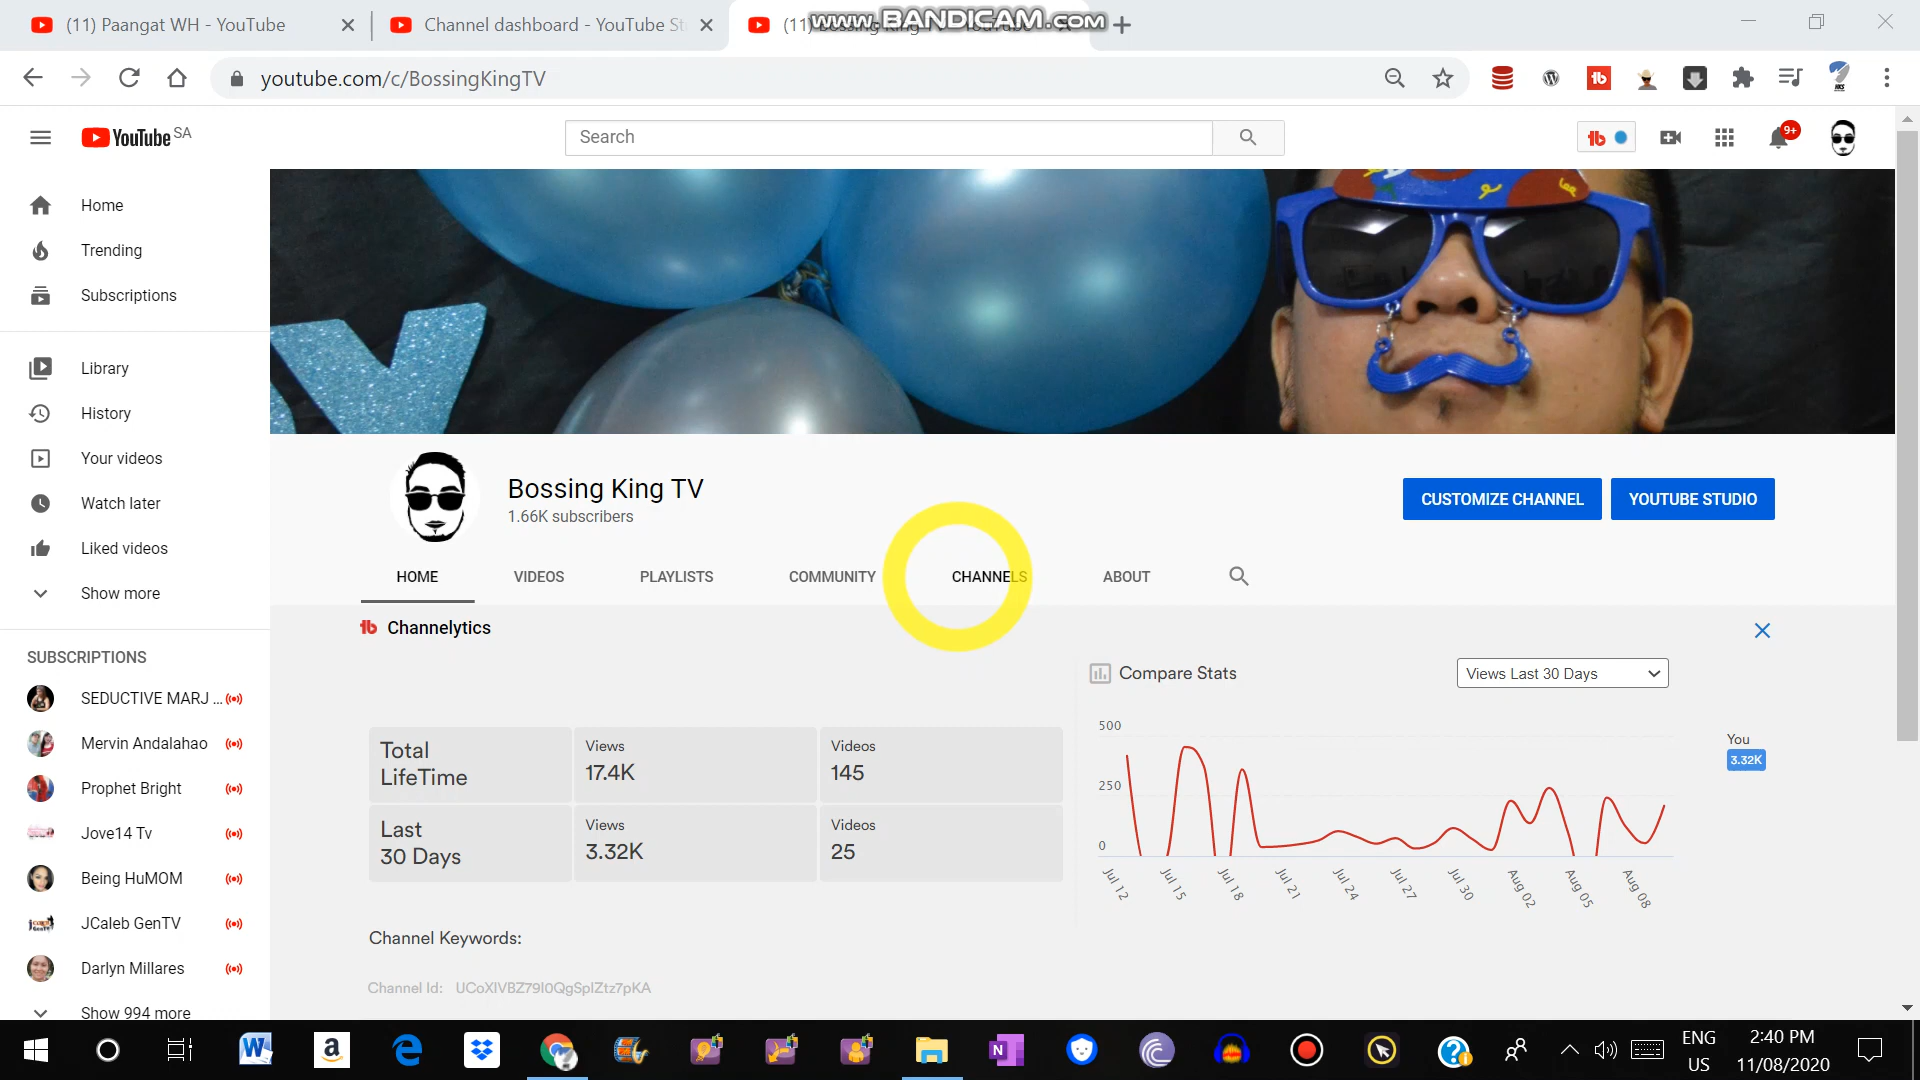 (11) Paangat WH - YouTube
Channel dashboard - YouTube St
www.BANDICAM.com
youtube.com/c/BossingKingTV
YouTube SA
Search
9+
Home
Trending
Subscriptions
Library
History
Your videos
Watch later
Liked videos
Show more
SUBSCRIPTIONS
SEDUCTIVE MARJ ...
Mervin Andalahao
Prophet Bright
Jove14 Tv
Being HuMOM
JCaleb GenTV
Darlyn Millares
Show 994 more
Bossing King TV
1.66K subscribers
CUSTOMIZE CHANNEL
YOUTUBE STUDIO
HOME VIDEOS PLAYLISTS COMMUNITY CHANNELS ABOUT
Channelytics
Compare Stats
Views Last 30 Days
Total LifeTime
Views
17.4K
Videos
145
Last 30 Days
Views
3.32K
Videos
25
500
250
0
Jul 12 Jul 15 Jul 18 Jul 21 Jul 24 Jul 27 Jul 30 Aug 02 Aug 05 Aug 08
You
3.32K
Channel Keywords:
Channel Id:
ENG
US
2:40 PM
11/08/2020